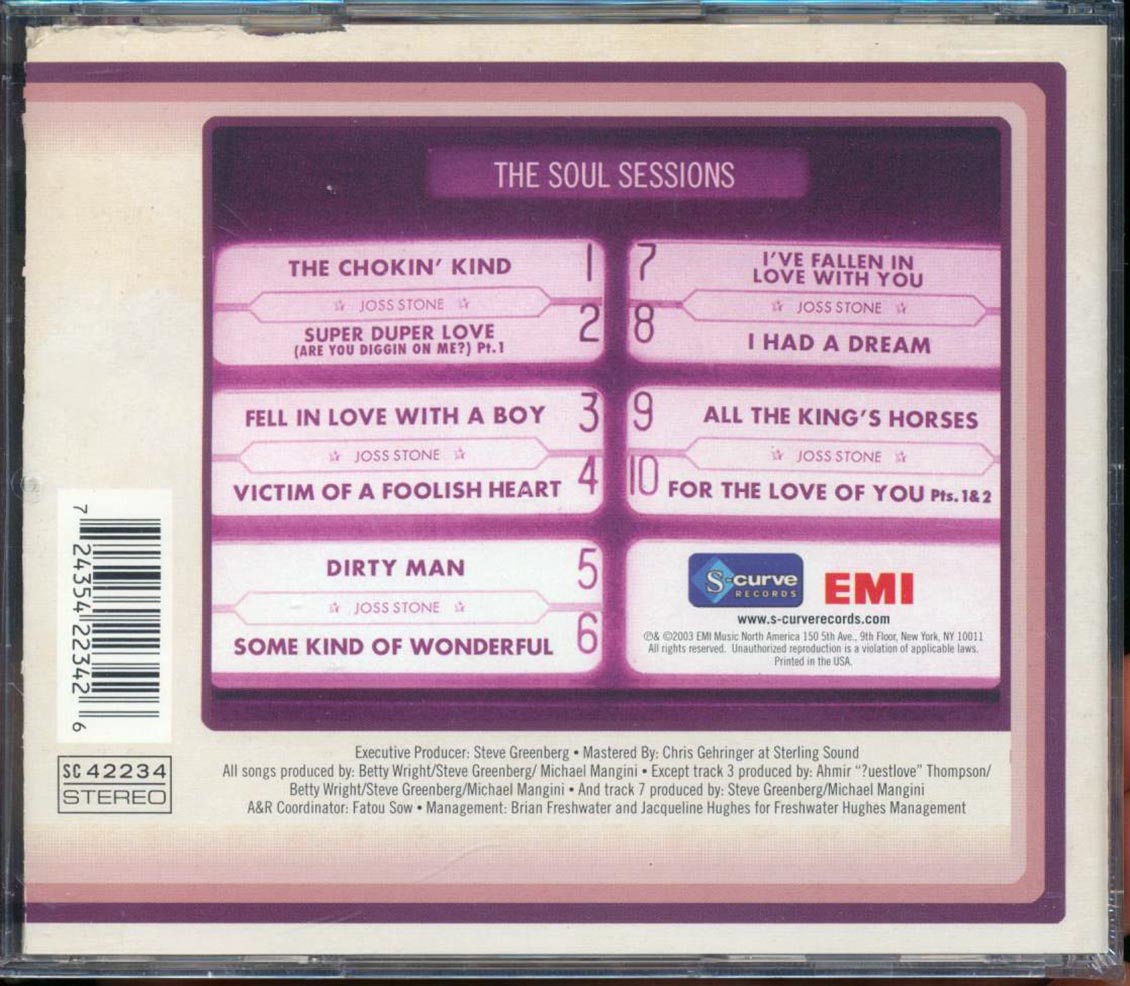 THE SOUL SESSIONS
THE CHOKIN' KIND 1
☆ JOSS STONE ☆
SUPER DUPER LOVE 2
(ARE YOU DIGGIN ON ME?) Pt.1
FELL IN LOVE WITH A BOY 3
☆ JOSS STONE ☆
VICTIM OF A FOOLISH HEART 4
DIRTY MAN 5
☆ JOSS STONE ☆
SOME KIND OF WONDERFUL 6
7 I'VE FALLEN IN
LOVE WITH YOU
☆ JOSS STONE ☆
8 I HAD A DREAM
9 ALL THE KING'S HORSES
☆ JOSS STONE ☆
10 FOR THE LOVE OF YOU Pts. 1&2
S-curve
RECORDS
EMI
www.s-curverecords.com
℗& ©2003 EMI Music North America 150 5th Ave., 9th Floor, New York, NY 10011
All rights reserved. Unauthorized reproduction is a violation of applicable laws.
Printed in the USA.
7 24354 22342 6
SC 42234
STEREO
Executive Producer: Steve Greenberg • Mastered By: Chris Gehringer at Sterling Sound
All songs produced by: Betty Wright/Steve Greenberg/ Michael Mangini • Except track 3 produced by: Ahmir "?uestlove" Thompson/
Betty Wright/Steve Greenberg/Michael Mangini • And track 7 produced by: Steve Greenberg/Michael Mangini
A&R Coordinator: Fatou Sow • Management: Brian Freshwater and Jacqueline Hughes for Freshwater Hughes Management